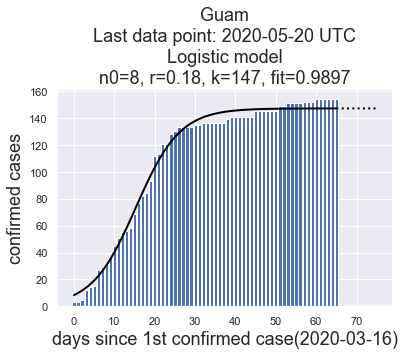 Guam
Last data point: 2020-05-20 UTC
Logistic model
n0=8, r=0.18, k=147, fit=0.9897
160
140
120
100
80
60
40
20
0
confirmed cases
0 10 20 30 40 50 60 70
days since 1st confirmed case(2020-03-16)